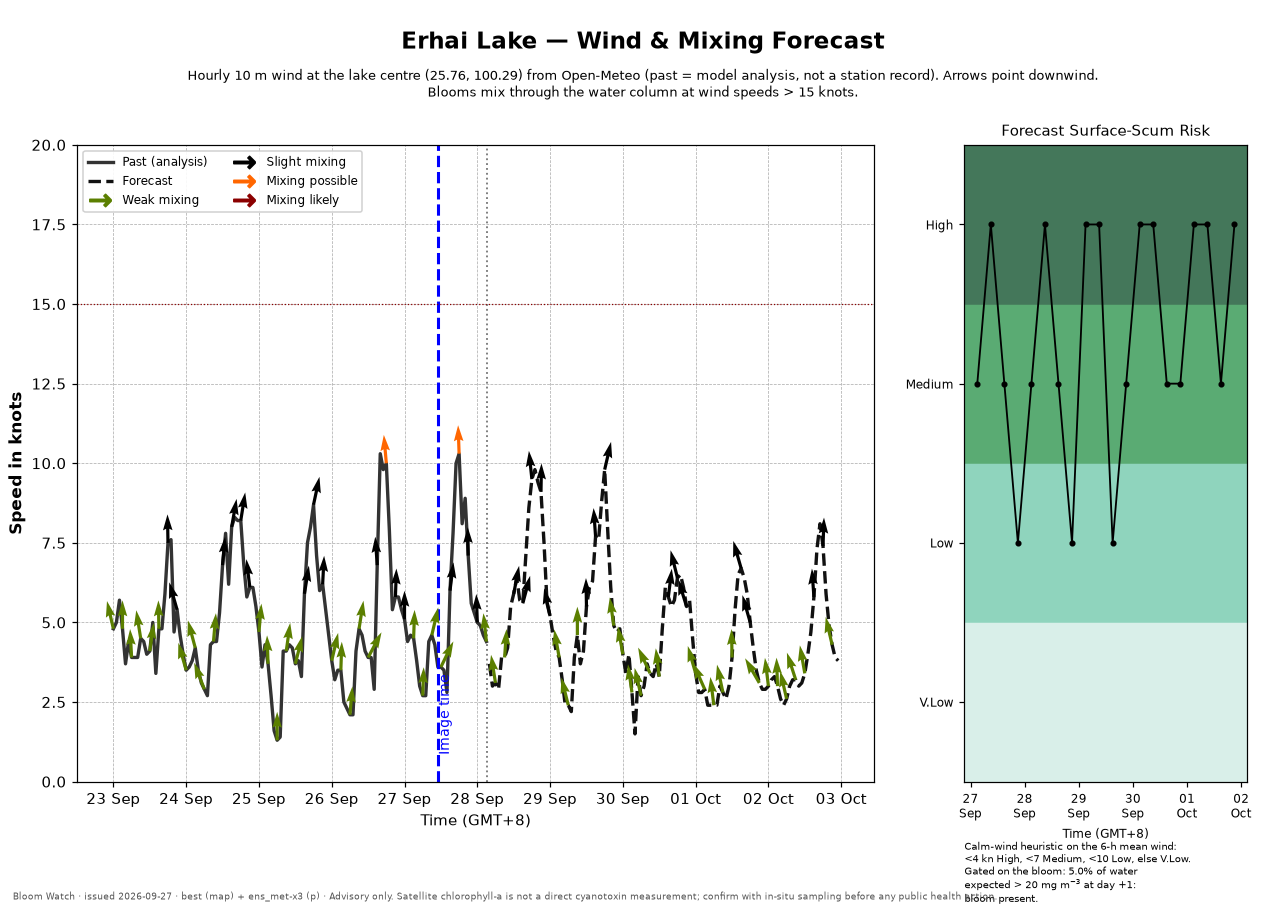 Erhai Lake — Wind & Mixing Forecast
Hourly 10 m wind at the lake centre (25.76, 100.29) from Open-Meteo (past = model analysis, not a station record). Arrows point downwind.
Blooms mix through the water column at wind speeds > 15 knots.
Past (analysis)
Forecast
Weak mixing
Slight mixing
Mixing possible
Mixing likely
Speed in knots
20.0
17.5
15.0
12.5
10.0
7.5
5.0
2.5
0.0
Image time
23 Sep
24 Sep
25 Sep
26 Sep
27 Sep
28 Sep
29 Sep
30 Sep
01 Oct
02 Oct
03 Oct
Time (GMT+8)
Forecast Surface-Scum Risk
High
Medium
Low
V.Low
27 Sep
28 Sep
29 Sep
30 Sep
01 Oct
02 Oct
Time (GMT+8)
Calm-wind heuristic on the 6-h mean wind:
<4 kn High, <7 Medium, <10 Low, else V.Low.
Gated on the bloom: 5.0% of water
expected > 20 mg m⁻³ at day +1:
bloom present.
Bloom Watch · issued 2026-09-27 · best (map) + ens_met-x3 (p) · Advisory only. Satellite chlorophyll-a is not a direct cyanotoxin measurement; confirm with in-situ sampling before any public health action.